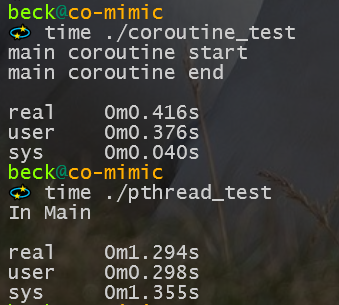 beck@co-mimic
💫 time ./coroutine_test
main coroutine start
main coroutine end
real 0m0.416s
user 0m0.376s
sys 0m0.040s
beck@co-mimic
💫 time ./pthread_test
In Main
real 0m1.294s
user 0m0.298s
sys 0m1.355s